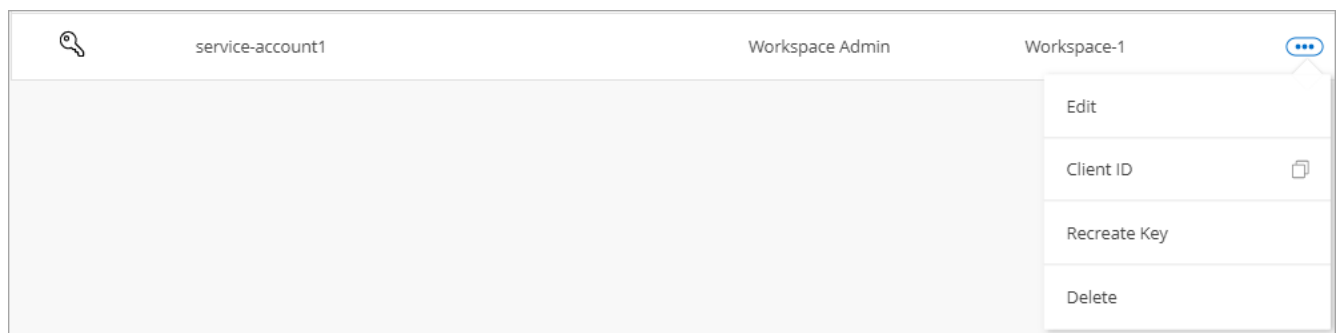 service-account1 Workspace Admin Workspace-1
Edit
Client ID
Recreate Key
Delete